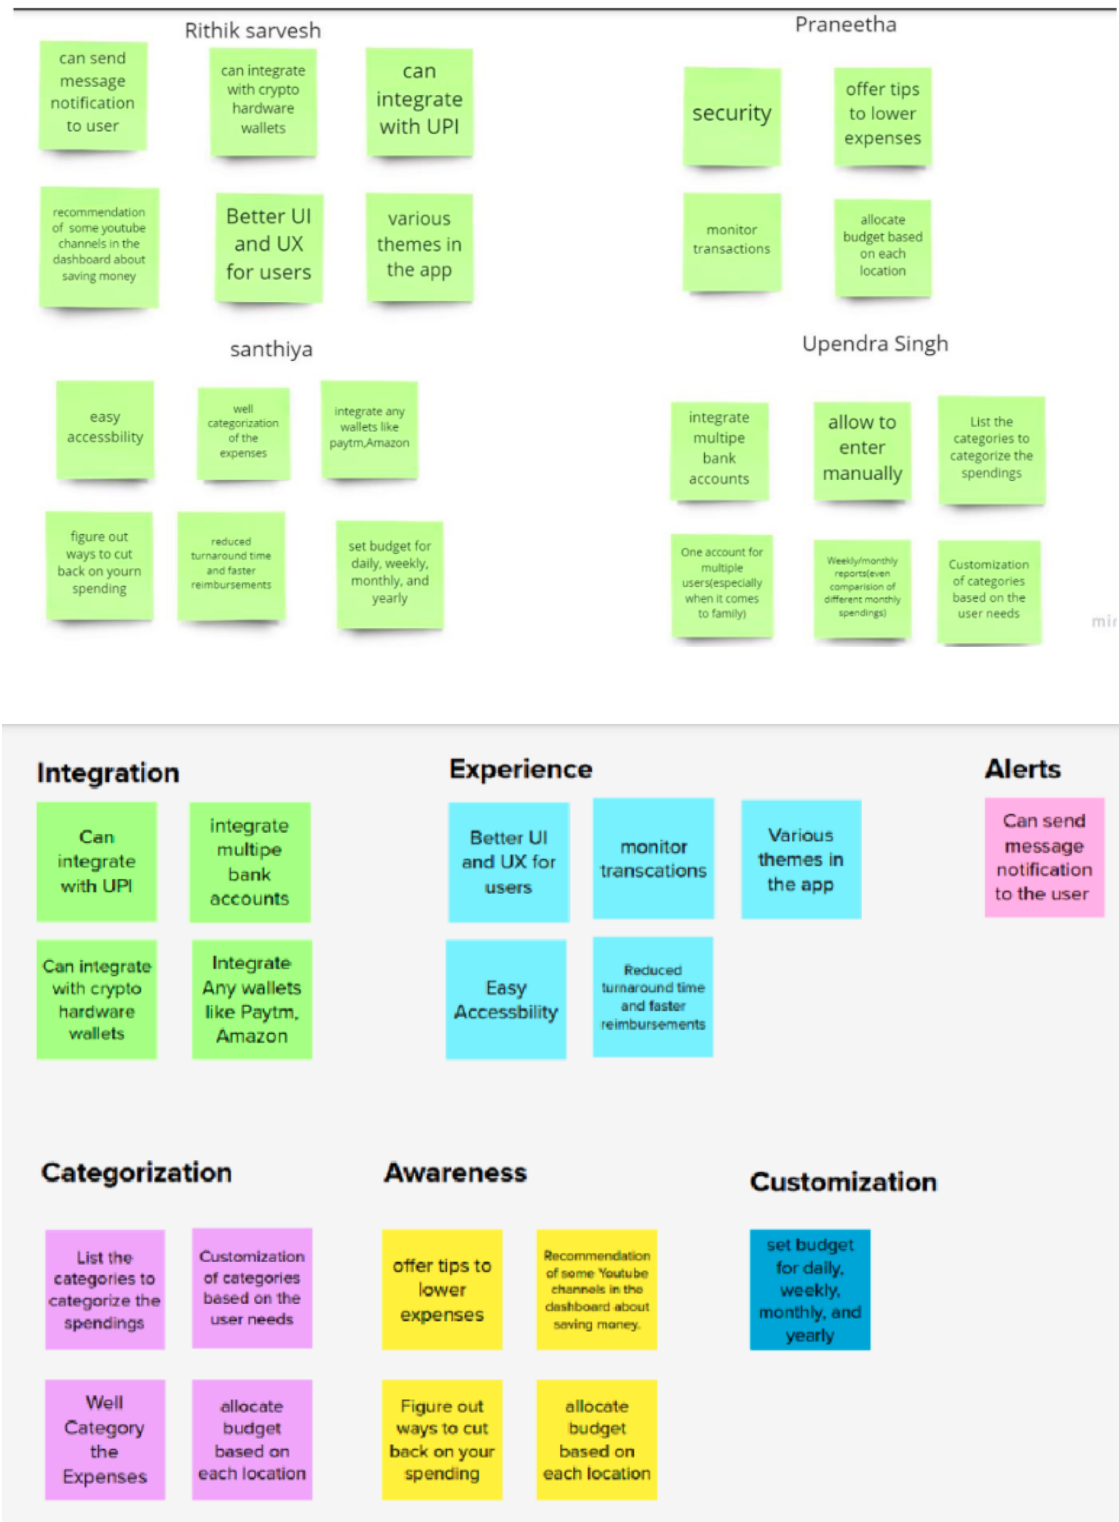 Rithik sarvesh
can send
message
notification
to user
can integrate
with crypto
hardware
wallets
can
integrate
with UPI
recommendation
of some youtube
channels in the
dashboard about
saving money
Better UI
and UX
for users
various
themes in
the app
Praneetha
security
offer tips
to lower
expenses
monitor
transactions
allocate
budget based
on each
location
santhiya
easy
accessbility
well
categorization
of the
expenses
integrate any
wallets like
paytm,Amazon
figure out
ways to cut
back on yourn
spending
reduced
turnaround time
and faster
reimbursements
set budget for
daily, weekly,
monthly, and
yearly
Upendra Singh
integrate
multipe
bank
accounts
allow to
enter
manually
List the
categories to
categorize the
spendings
One account for
multiple
users(especially
when it comes
to family)
Weekly/monthly
reports(even
comparision of
different monthly
spendings)
Customization
of categories
based on the
user needs
Integration
Can
integrate
with UPI
integrate
multipe
bank
accounts
Can integrate
with crypto
hardware
wallets
Integrate
Any wallets
like Paytm,
Amazon
Experience
Better UI
and UX for
users
monitor
transcations
Various
themes in
the app
Easy
Accessbility
Reduced
turnaround time
and faster
reimbursements
Alerts
Can send
message
notification
to the user
Categorization
List the
categories to
categorize the
spendings
Customization
of categories
based on the
user needs
Well
Category
the
Expenses
allocate
budget
based on
each location
Awareness
offer tips to
lower
expenses
Recommendation
of some Youtube
channels in the
dashboard about
saving money.
Figure out
ways to cut
back on your
spending
allocate
budget
based on
each location
Customization
set budget
for daily,
weekly,
monthly, and
yearly